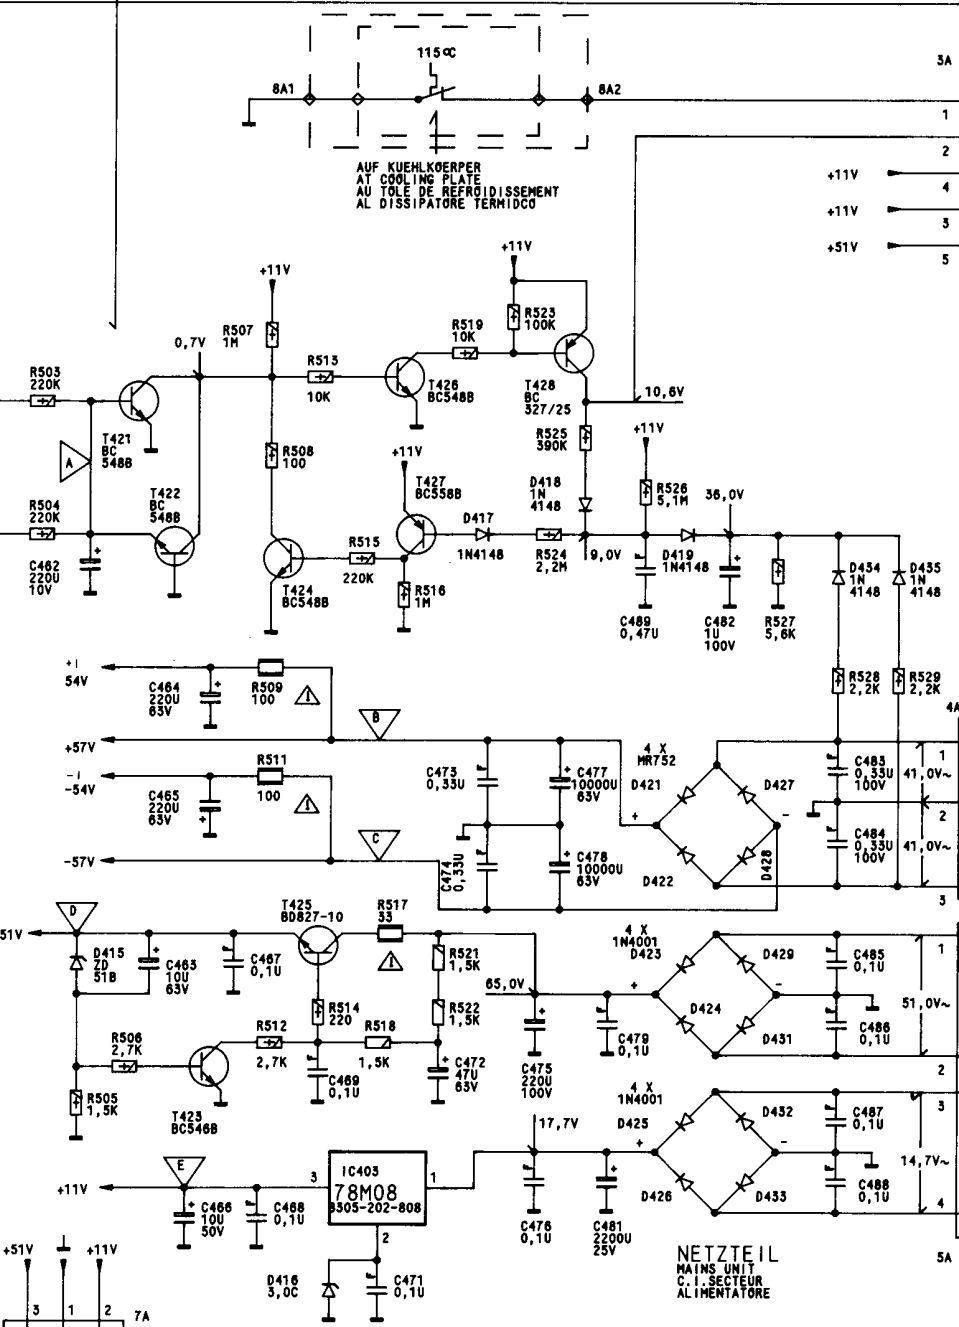 115°C
8A1
8A2
3A
1
2
AUF KUEHLKOERPER
AT COOLING PLATE
AU TOLE DE REFROIDISSEMENT
AL DISSIPATORE TERMIDCO
+11V
4
+11V
3
+51V
5
+11V
+11V
R507
1M
R523
100K
R519
10K
0,7V
R513
10K
R503
220K
T426
BC548B
T428
BC
327/25
10,6V
T421
BC
548B
A
R508
100
R525
390K
+11V
+11V
T427
BC558B
D418
1N
4148
R526
5,1M
36,0V
R504
220K
T422
BC
548B
D417
1N4148
R515
220K
R524
2,2M
9,0V
D419
1N4148
D434
1N
4148
D435
1N
4148
C462
220U
10V
T424
BC548B
R516
1M
C489
0,47U
C482
1U
100V
R527
5,6K
+1
54V
C464
220U
63V
R509
100
R528
2,2K
R529
2,2K
4A
B
+57V
4 X
MR752
1
-1
-54V
R511
100
C473
0,33U
C477
10000U
63V
D421
D427
C483
0,33U
100V
41,0V~
C465
220U
63V
+
-
2
C
-57V
C474
0,33U
C478
10000U
63V
D422
D428
C484
0,33U
100V
41,0V~
3
D
T425
BD827-10
R517
33
51V
D415
ZD
51B
C463
10U
63V
C467
0,1U
R521
1,5K
4 X
1N4001
D423
D429
C485
0,1U
1
65,0V
+
-
51,0V~
R514
220
R522
1,5K
D424
D431
C486
0,1U
R506
2,7K
R512
2,7K
R518
1,5K
C479
0,1U
2
C472
47U
63V
C475
220U
100V
C469
0,1U
R505
1,5K
T423
BC546B
4 X
1N4001
D425
D432
C487
0,1U
3
17,7V
+
-
14,7V~
E
IC403
78M08
8305-202-808
3
1
2
+11V
D426
D433
C488
0,1U
4
C466
10U
50V
C468
0,1U
C476
0,1U
C481
2200U
25V
+51V
+11V
D416
3,0C
C471
0,1U
NETZTEIL
MAINS UNIT
C.I.SECTEUR
ALIMENTATORE
5A
3
1
2
7A